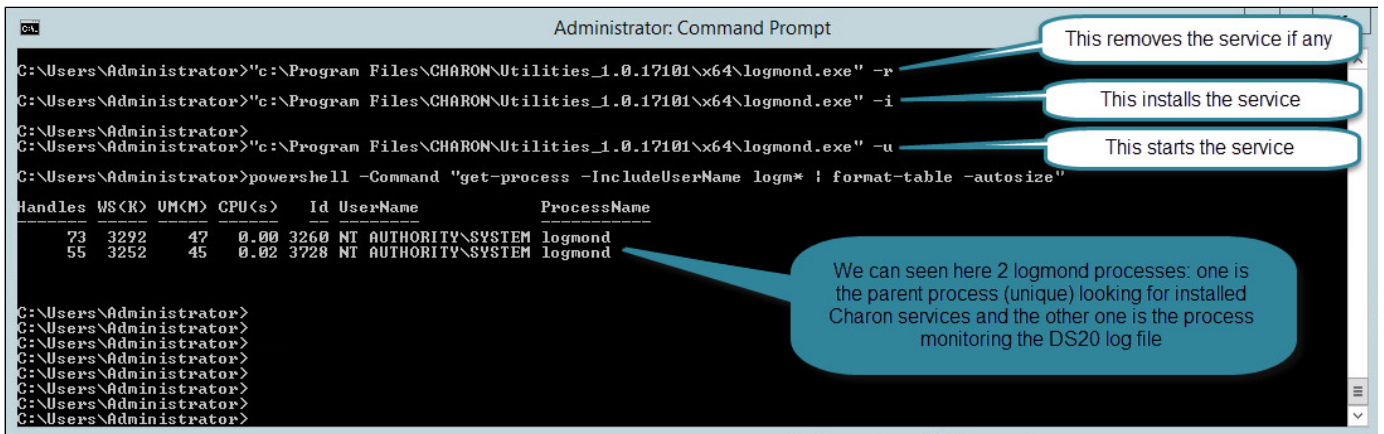 Administrator: Command Prompt
This removes the service if any
C:\Users\Administrator>"c:\Program Files\CHARON\Utilities_1.0.17101\x64\logmond.exe" -r
C:\Users\Administrator>"c:\Program Files\CHARON\Utilities_1.0.17101\x64\logmond.exe" -i
This installs the service
C:\Users\Administrator>
C:\Users\Administrator>"c:\Program Files\CHARON\Utilities_1.0.17101\x64\logmond.exe" -u
This starts the service
C:\Users\Administrator>powershell -Command "get-process -IncludeUserName logm* | format-table -autosize"
Handles WS(K) VM(M) CPU(s) Id UserName ProcessName
------- ----- ----- ------ -- -------- -----------
73 3292 47 0.00 3260 NT AUTHORITY\SYSTEM logmond
55 3252 45 0.02 3728 NT AUTHORITY\SYSTEM logmond
We can seen here 2 logmond processes: one is
the parent process (unique) looking for installed
Charon services and the other one is the process
monitoring the DS20 log file
C:\Users\Administrator>
C:\Users\Administrator>
C:\Users\Administrator>
C:\Users\Administrator>
C:\Users\Administrator>
C:\Users\Administrator>
C:\Users\Administrator>
C:\Users\Administrator>